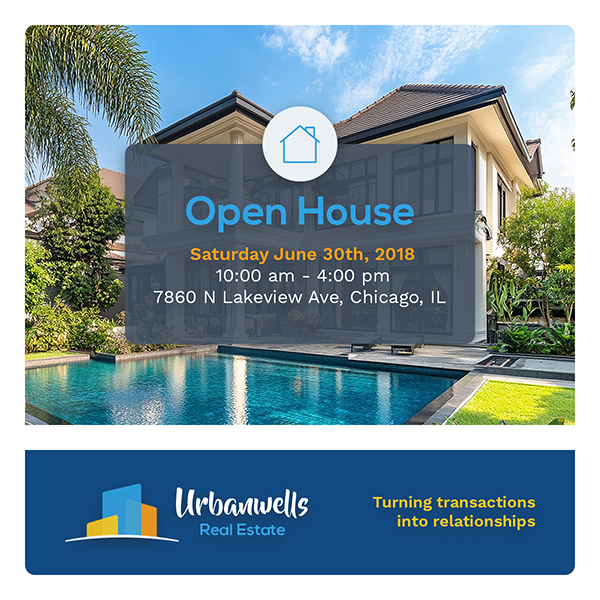 Open House
Saturday June 30th, 2018
10:00 am - 4:00 pm
7860 N Lakeview Ave, Chicago, IL
Urbanwells
Real Estate
Turning transactions
into relationships